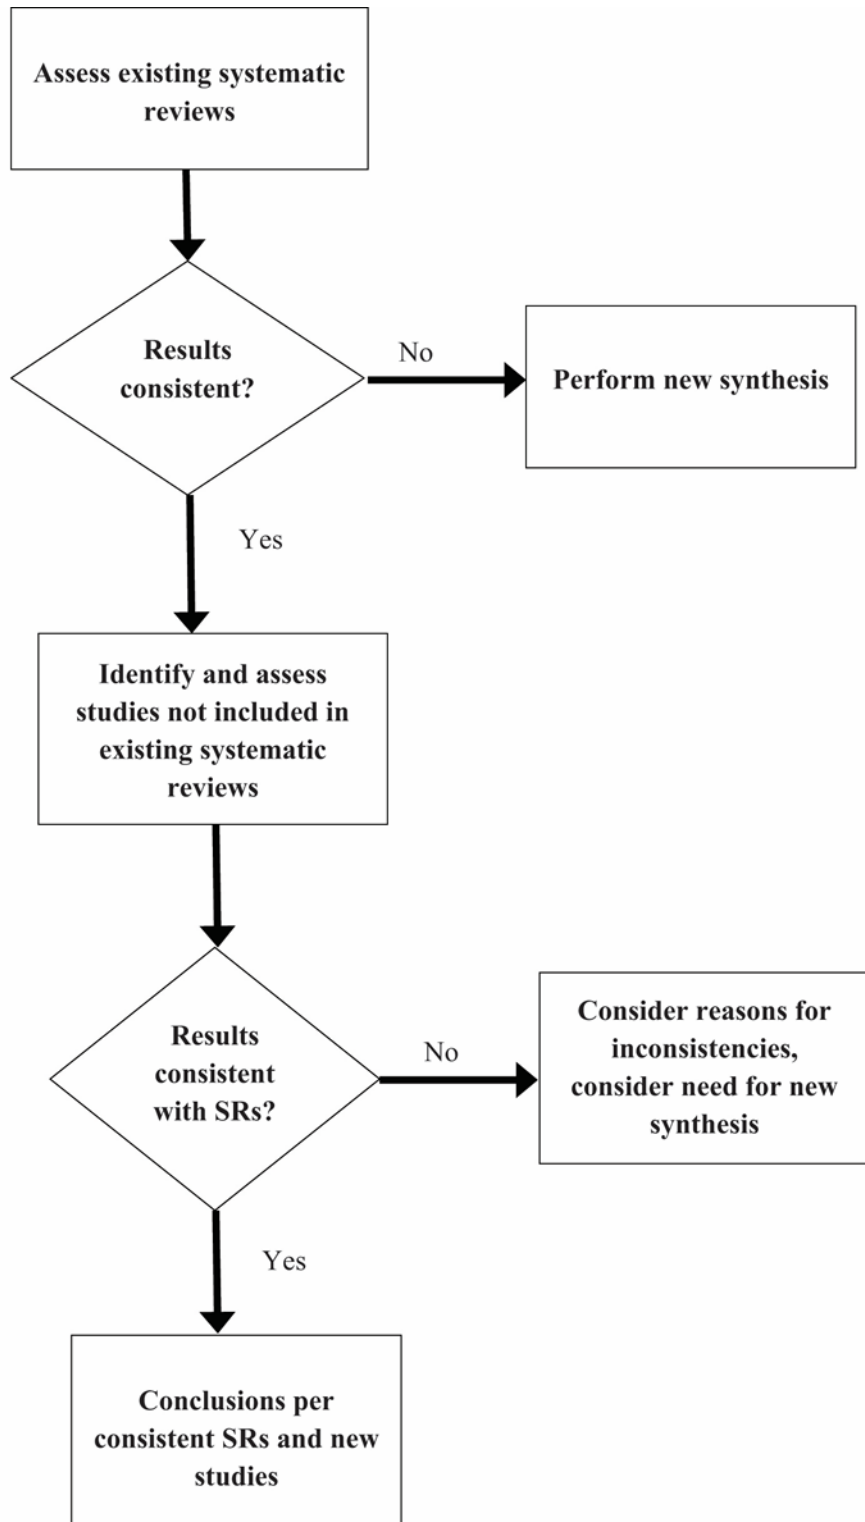 Assess existing systematic
reviews
Results
consistent?
No
Perform new synthesis
Yes
Identify and assess
studies not included in
existing systematic
reviews
Results
consistent
with SRs?
No
Consider reasons for
inconsistencies,
consider need for new
synthesis
Yes
Conclusions per
consistent SRs and new
studies